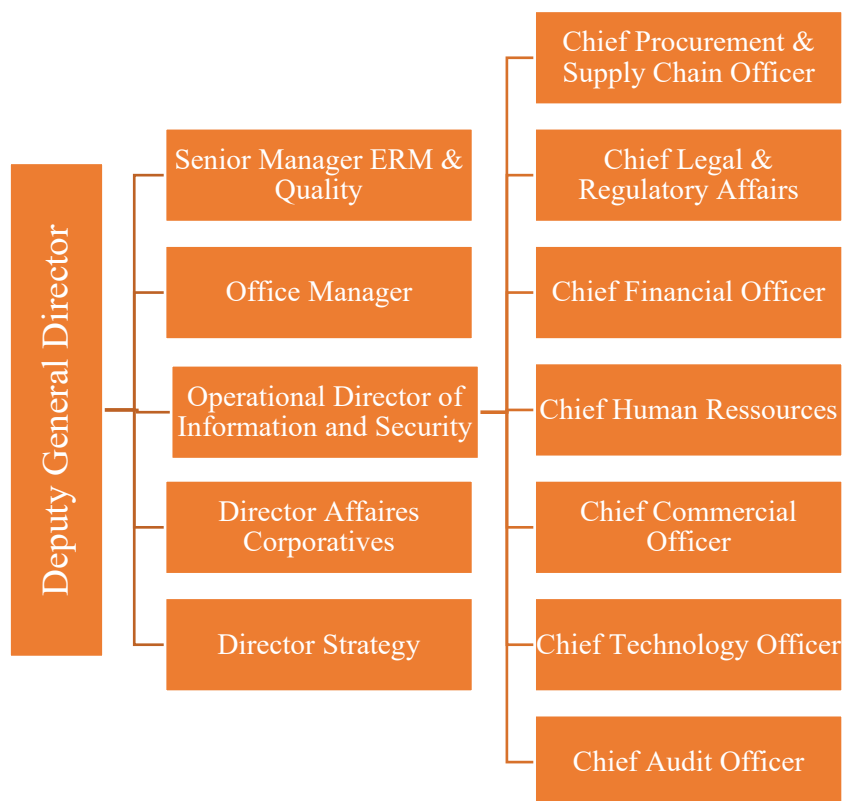 Deputy General Director
Senior Manager ERM &
Quality
Office Manager
Operational Director of
Information and Security
Director Affaires
Corporatives
Director Strategy
Chief Procurement &
Supply Chain Officer
Chief Legal &
Regulatory Affairs
Chief Financial Officer
Chief Human Ressources
Chief Commercial
Officer
Chief Technology Officer
Chief Audit Officer